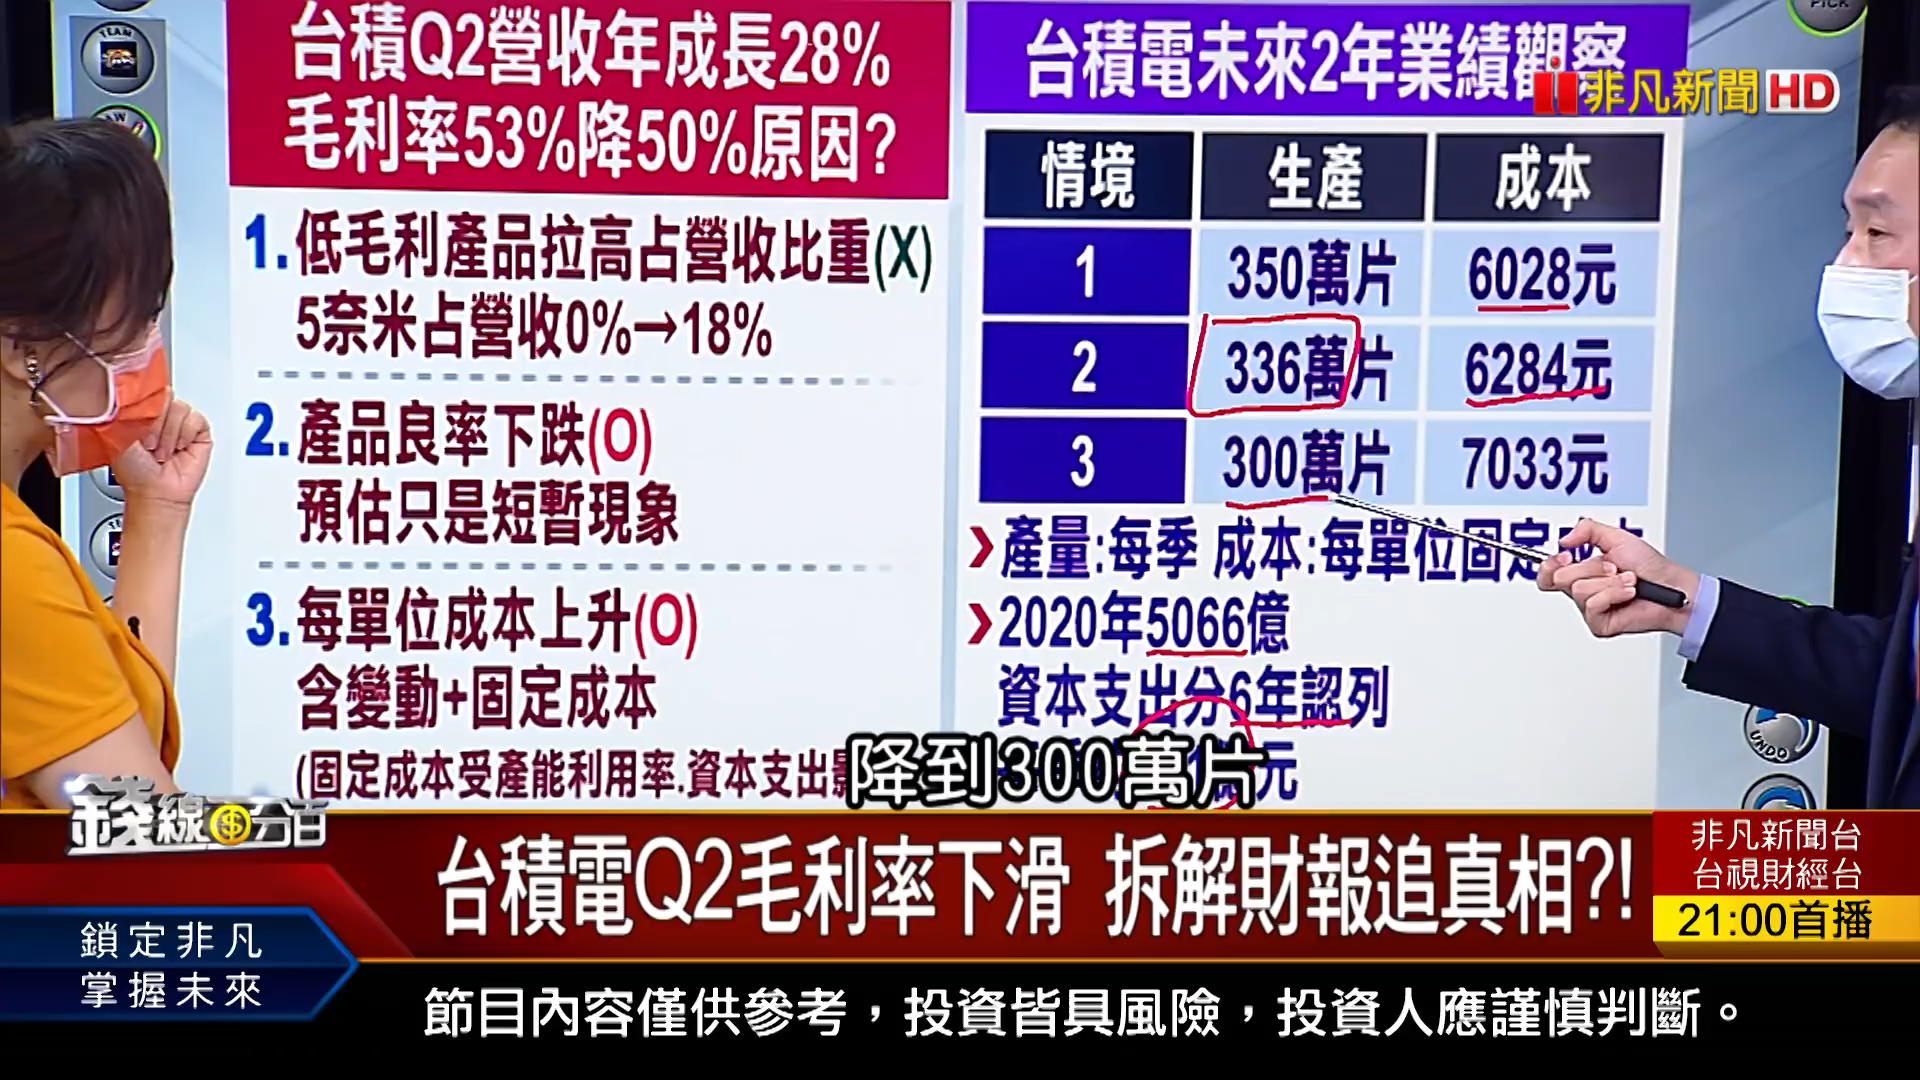 台積Q2營收年成長28%
毛利率53%降50%原因?
1.低毛利產品拉高占營收比重(X)
5奈米占營收0%→18%
2.產品良率下跌(O)
預估只是短暫現象
3.每單位成本上升(O)
含變動+固定成本
(固定成本受產能利用率.資本支出
台積電未來2年業績觀察
非凡新聞HD
情境 生產 成本
1 350萬片 6028元
2 336萬片 6284元
3 300萬片 7033元
產量:每季 成本:每單位固定成本
2020年5066億
資本支出分6年認列
元
降到300萬片
TEAM
UNDO
PICK
錢線百分百
台積電Q2毛利率下滑 拆解財報追真相?!
非凡新聞台
台視財經台
21:00首播
鎖定非凡
掌握未來
節目內容僅供參考，投資皆具風險，投資人應謹慎判斷。